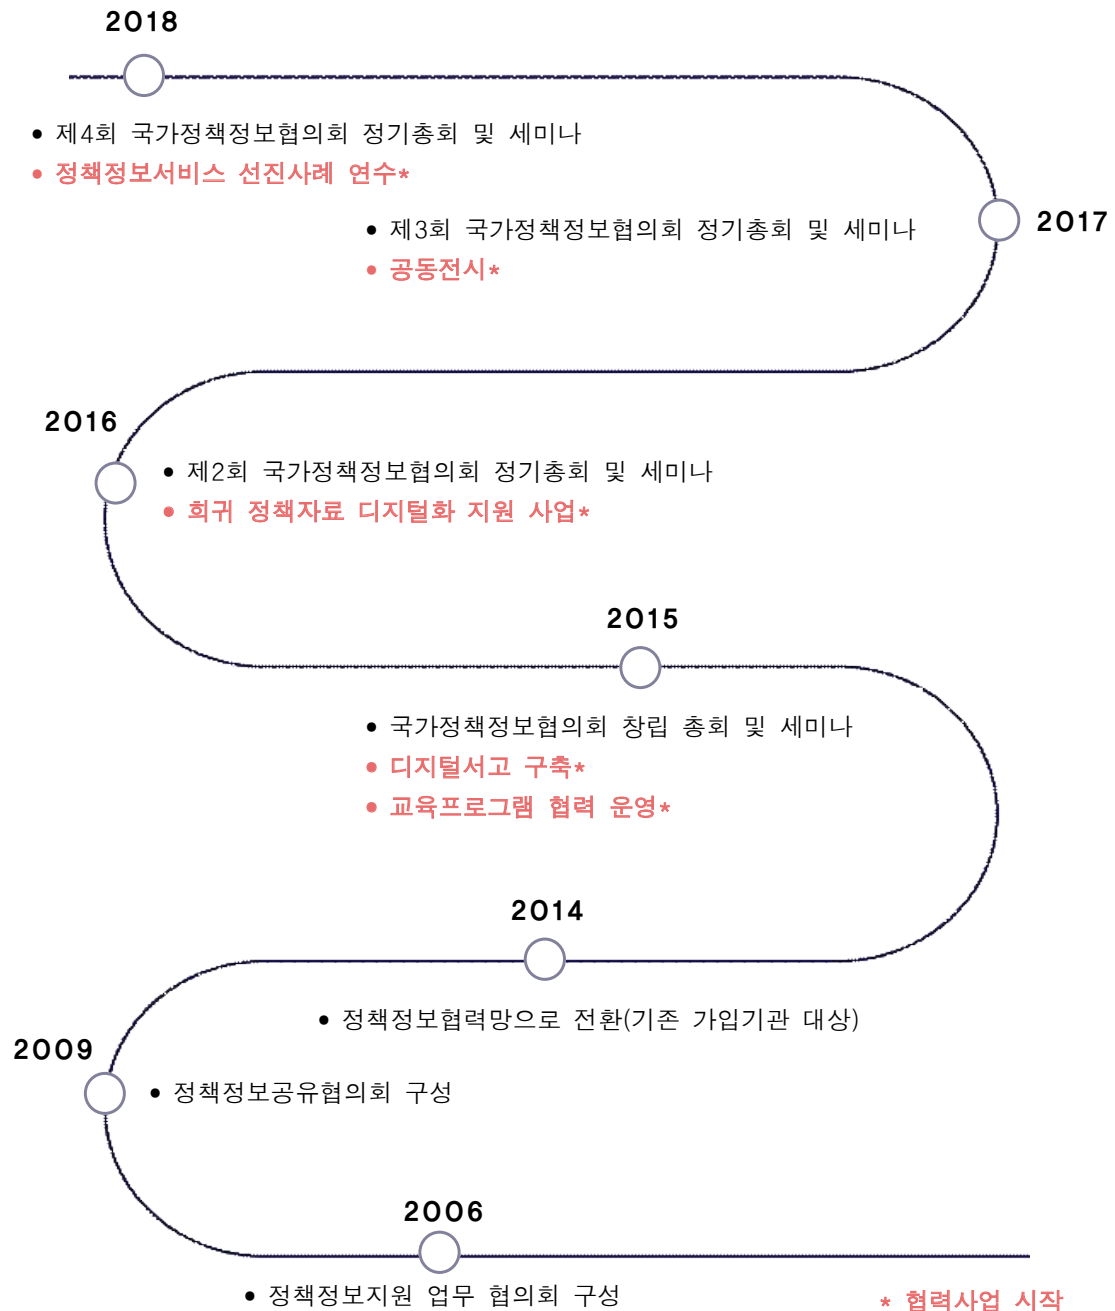 2018
• 제4회 국가정책정보협의회 정기총회 및 세미나
• 정책정보서비스 선진사례 연수*
2017
• 제3회 국가정책정보협의회 정기총회 및 세미나
• 공동전시*
2016
• 제2회 국가정책정보협의회 정기총회 및 세미나
• 희귀 정책자료 디지털화 지원 사업*
2015
• 국가정책정보협의회 창립 총회 및 세미나
• 디지털서고 구축*
• 교육프로그램 협력 운영*
2014
• 정책정보협력망으로 전환(기존 가입기관 대상)
2009
• 정책정보공유협의회 구성
2006
• 정책정보지원 업무 협의회 구성
* 협력사업 시작